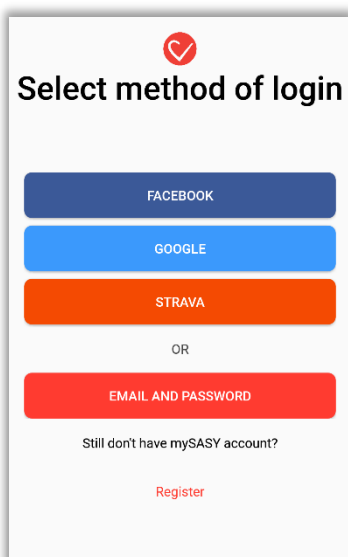 Select method of login
FACEBOOK
GOOGLE
STRAVA
OR
EMAIL AND PASSWORD
Still don't have mySASY account?
Register